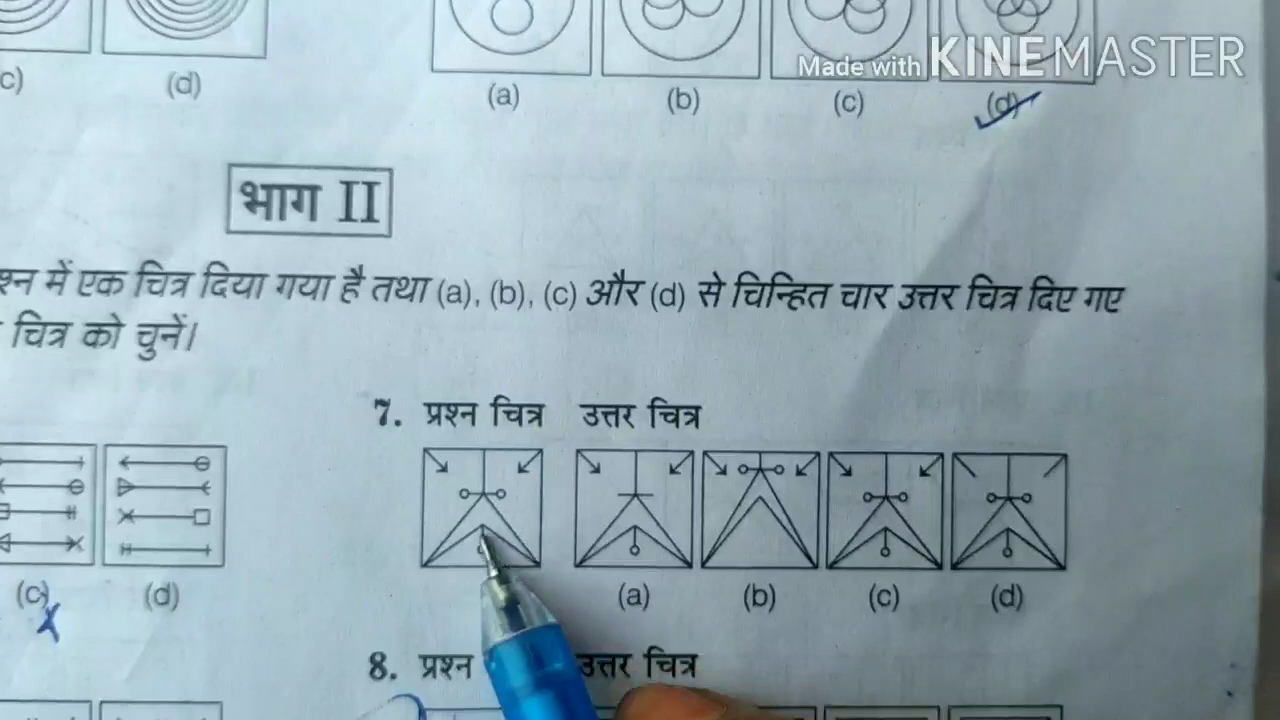 Made with KINEMASTER
c) (d) (a) (b) (c) (d)
भाग II
श्न में एक चित्र दिया गया है तथा (a), (b), (c) और (d) से चिन्हित चार उत्तर चित्र दिए गए
चित्र को चुनें।
7. प्रश्न चित्र उत्तर चित्र
(c) (d) (a) (b) (c) (d)
8. प्रश्न उत्तर चित्र